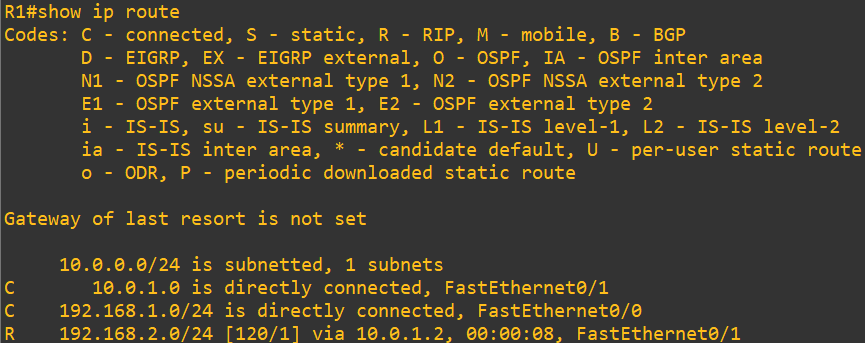 R1#show ip route
Codes: C - connected, S - static, R - RIP, M - mobile, B - BGP
       D - EIGRP, EX - EIGRP external, O - OSPF, IA - OSPF inter area
       N1 - OSPF NSSA external type 1, N2 - OSPF NSSA external type 2
       E1 - OSPF external type 1, E2 - OSPF external type 2
       i - IS-IS, su - IS-IS summary, L1 - IS-IS level-1, L2 - IS-IS level-2
       ia - IS-IS inter area, * - candidate default, U - per-user static route
       o - ODR, P - periodic downloaded static route

Gateway of last resort is not set

     10.0.0.0/24 is subnetted, 1 subnets
C       10.0.1.0 is directly connected, FastEthernet0/1
C    192.168.1.0/24 is directly connected, FastEthernet0/0
R    192.168.2.0/24 [120/1] via 10.0.1.2, 00:00:08, FastEthernet0/1